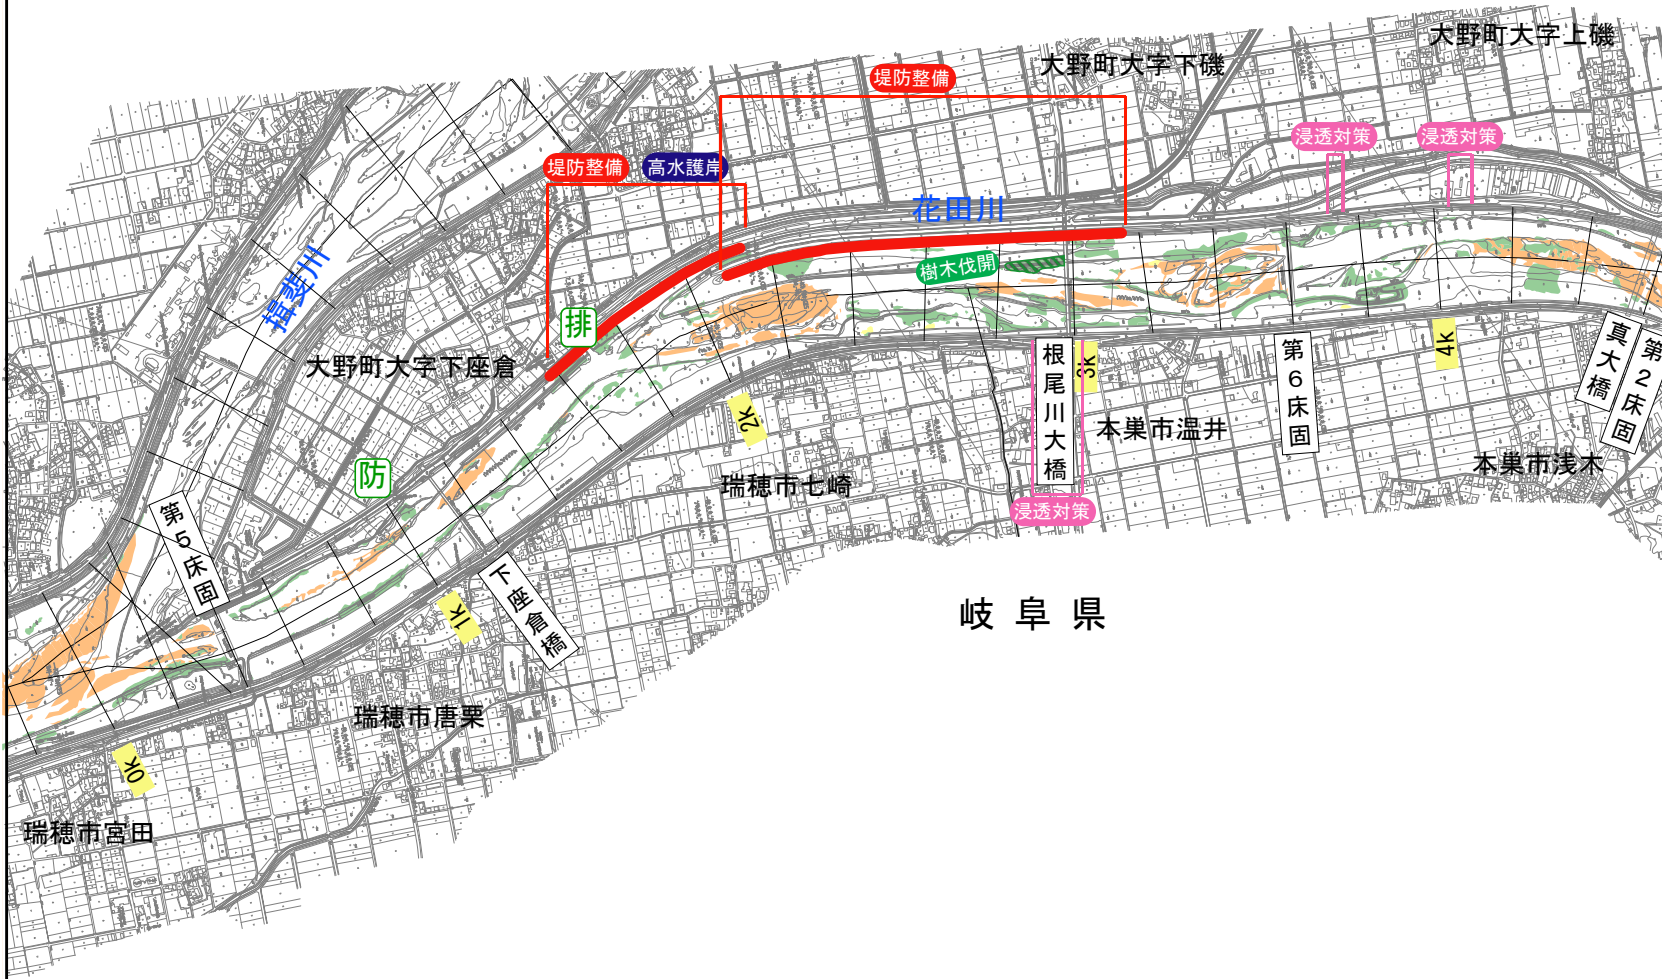 大野町大字上磯
大野町大字下磯
堤防整備
浸透対策
浸透対策
堤防整備
高水護岸
花田川
樹木伐開
揖斐川
排
大野町大字下座倉
根尾川大橋
3K
第6床固
4K
真大橋
第2床固
2K
本巣市温井
本巣市浅木
防
瑞穂市七崎
浸透対策
第5床固
下座倉橋
1K
岐阜県
瑞穂市唐栗
0K
瑞穂市宮田